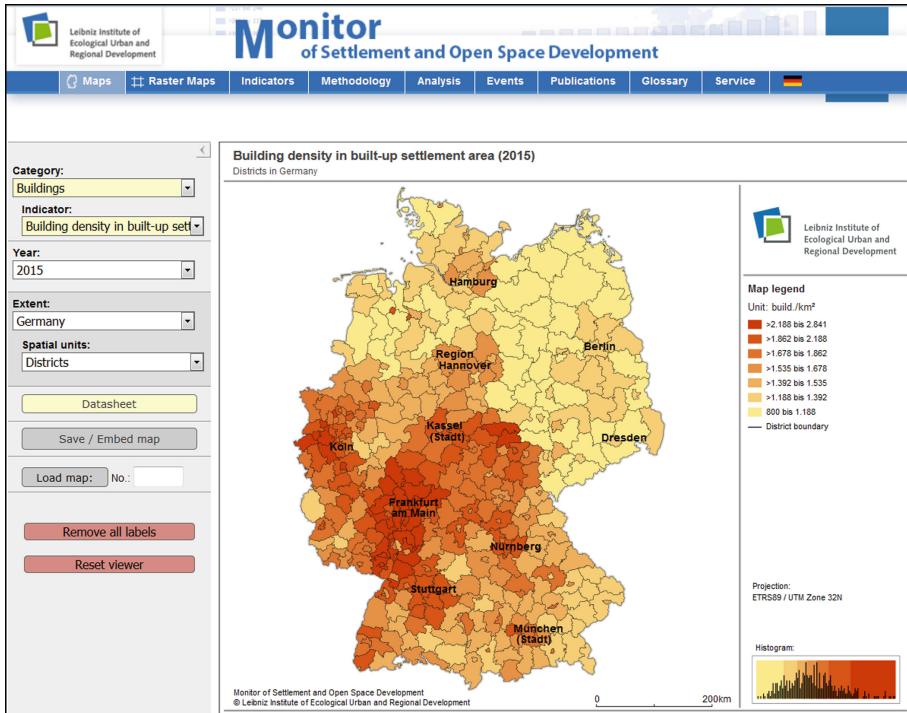 Leibniz Institute of
Ecological Urban and
Regional Development
Monitor
of Settlement and Open Space Development
Maps
Raster Maps
Indicators
Methodology
Analysis
Events
Publications
Glossary
Service
Category:
Buildings
Indicator:
Building density in built-up sett
Year:
2015
Extent:
Germany
Spatial units:
Districts
Datasheet
Save / Embed map
Load map:
No.:
Remove all labels
Reset viewer
Building density in built-up settlement area (2015)
Districts in Germany
Hamburg
Berlin
Region
Hannover
Kassel
(Stadt)
Dresden
Köln
Frankfurt
am Main
Nürnberg
Stuttgart
München
(Stadt)
Monitor of Settlement and Open Space Development
© Leibniz Institute of Ecological Urban and Regional Development
0
200km
Leibniz Institute of
Ecological Urban and
Regional Development
Map legend
Unit: build./km²
>2.188 bis 2.841
>1.862 bis 2.188
>1.678 bis 1.862
>1.535 bis 1.678
>1.392 bis 1.535
>1.188 bis 1.392
800 bis 1.188
District boundary
Projection:
ETRS89 / UTM Zone 32N
Histogram: